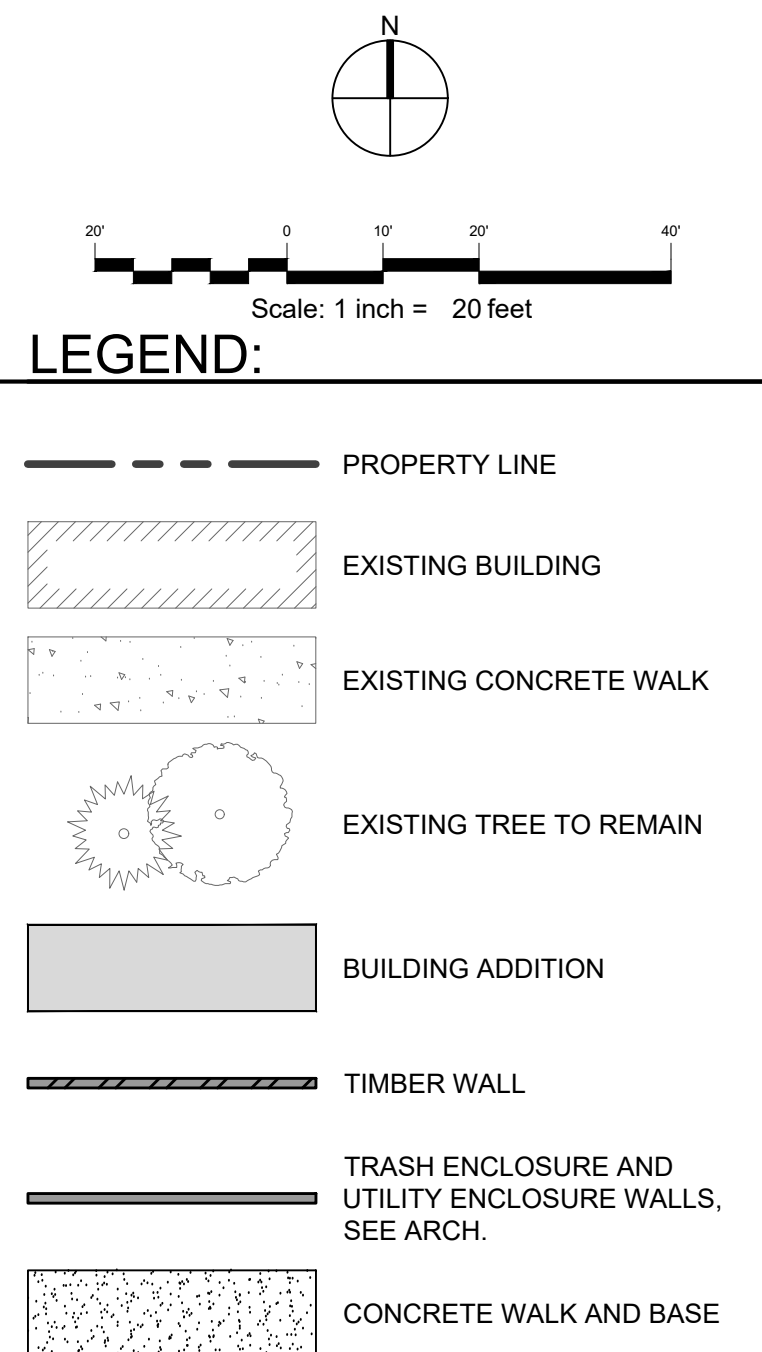 N
20' 0 10' 20' 40'
Scale: 1 inch = 20 feet
LEGEND:
PROPERTY LINE
EXISTING BUILDING
EXISTING CONCRETE WALK
EXISTING TREE TO REMAIN
BUILDING ADDITION
TIMBER WALL
TRASH ENCLOSURE AND
UTILITY ENCLOSURE WALLS,
SEE ARCH.
CONCRETE WALK AND BASE